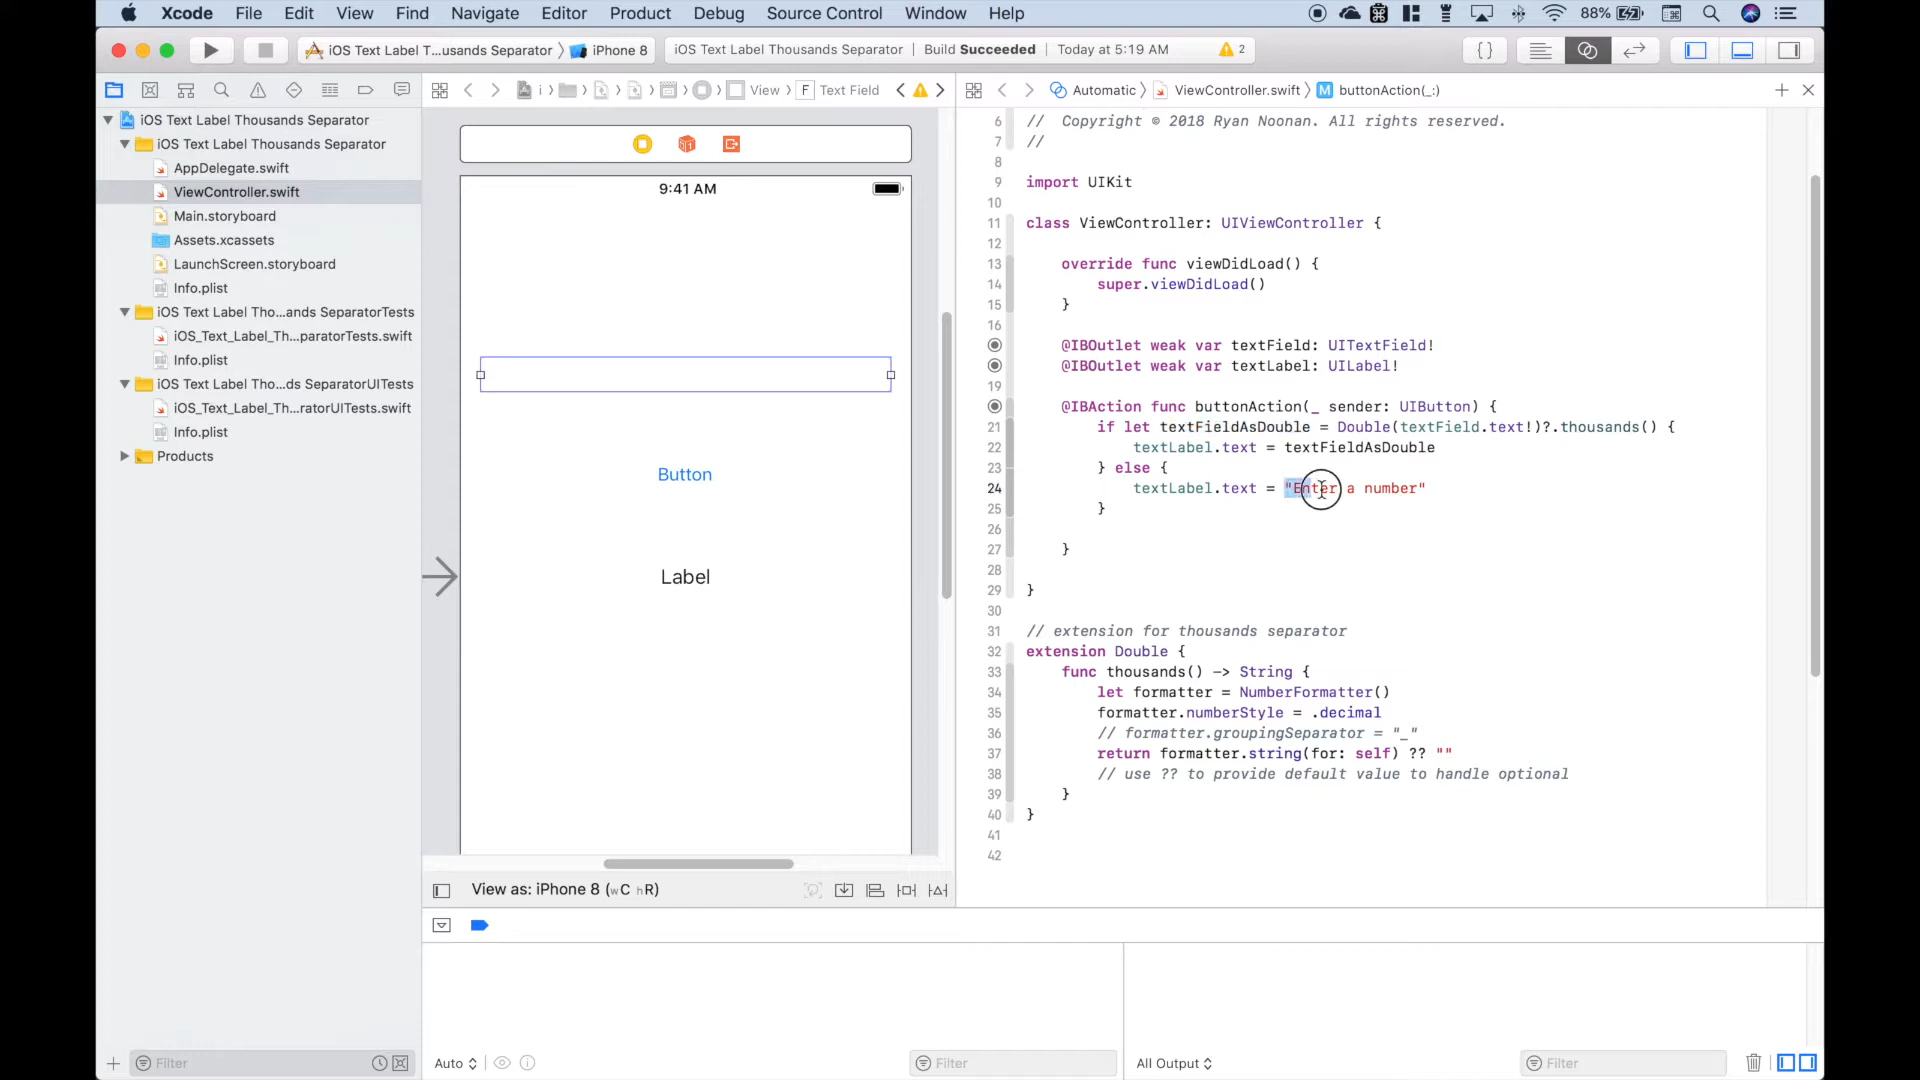 Xcode File Edit View Find Navigate Editor Product Debug Source Control Window Help 88%
iOS Text Label T...usands Separator iPhone 8 iOS Text Label Thousands Separator Build Succeeded Today at 5:19 AM 2 { }
View F Text Field
Automatic ViewController.swift M buttonAction(_:)
iOS Text Label Thousands Separator
iOS Text Label Thousands Separator
AppDelegate.swift
ViewController.swift
Main.storyboard
Assets.xcassets
LaunchScreen.storyboard
Info.plist
iOS Text Label Tho...ands SeparatorTests
iOS_Text_Label_Th...paratorTests.swift
Info.plist
iOS Text Label Tho...ds SeparatorUITests
iOS_Text_Label_Th...ratorUITests.swift
Info.plist
Products
Filter
9:41 AM
Button
Label
View as: iPhone 8 (wC hR)
6 // Copyright © 2018 Ryan Noonan. All rights reserved.
7 //
8
9 import UIKit
10
11 class ViewController: UIViewController {
12
13 override func viewDidLoad() {
14 super.viewDidLoad()
15 }
16
@IBOutlet weak var textField: UITextField!
@IBOutlet weak var textLabel: UILabel!
19
@IBAction func buttonAction(_ sender: UIButton) {
21 if let textFieldAsDouble = Double(textField.text!)?.thousands() {
22 textLabel.text = textFieldAsDouble
23 } else {
24 textLabel.text = "Enter a number"
25 }
26
27 }
28
29 }
30
31 // extension for thousands separator
32 extension Double {
33 func thousands() -> String {
34 let formatter = NumberFormatter()
35 formatter.numberStyle = .decimal
36 // formatter.groupingSeparator = "_"
37 return formatter.string(for: self) ?? ""
38 // use ?? to provide default value to handle optional
39 }
40 }
41
42
Auto Filter All Output Filter